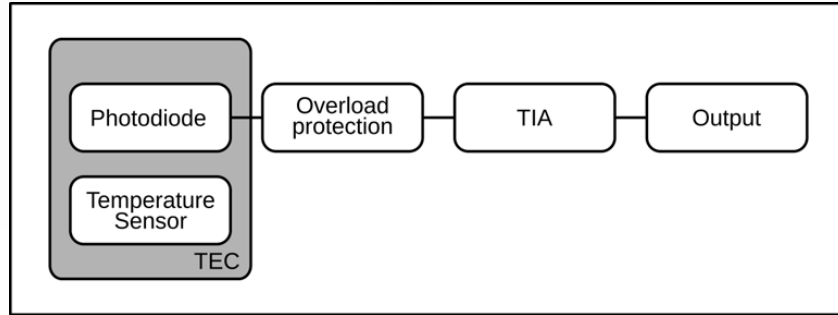 Photodiode
Overload
protection
TIA
Output
Temperature
Sensor
TEC